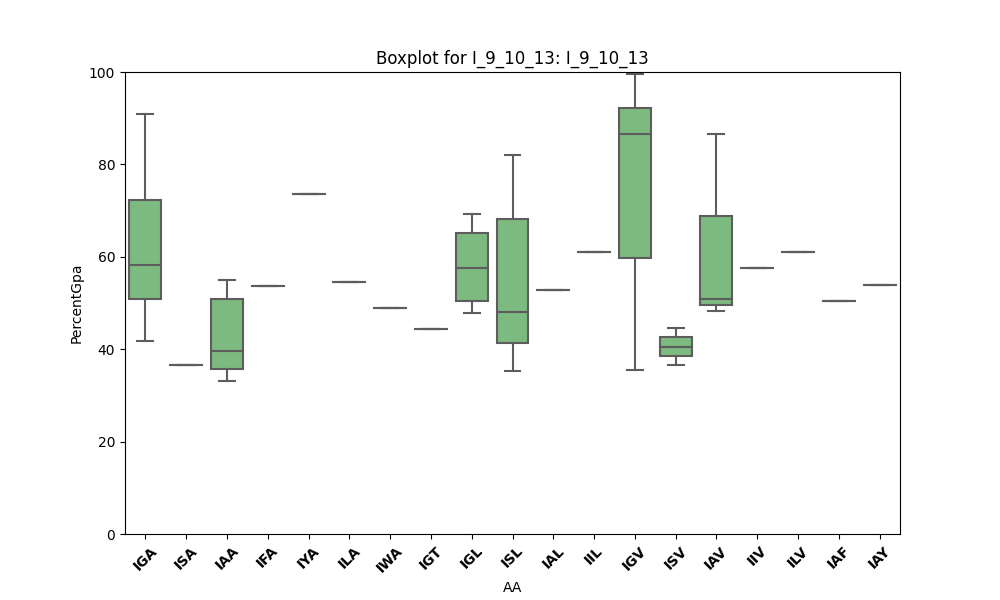 Boxplot for I_9_10_13: I_9_10_13
100
80
60
40
20
0
PercentGpa
IGA ISA IAA IFA IYA ILA IWA IGT IGL ISL IAL IIL IGV ISV IAV IIV ILV IAF IAY
AA